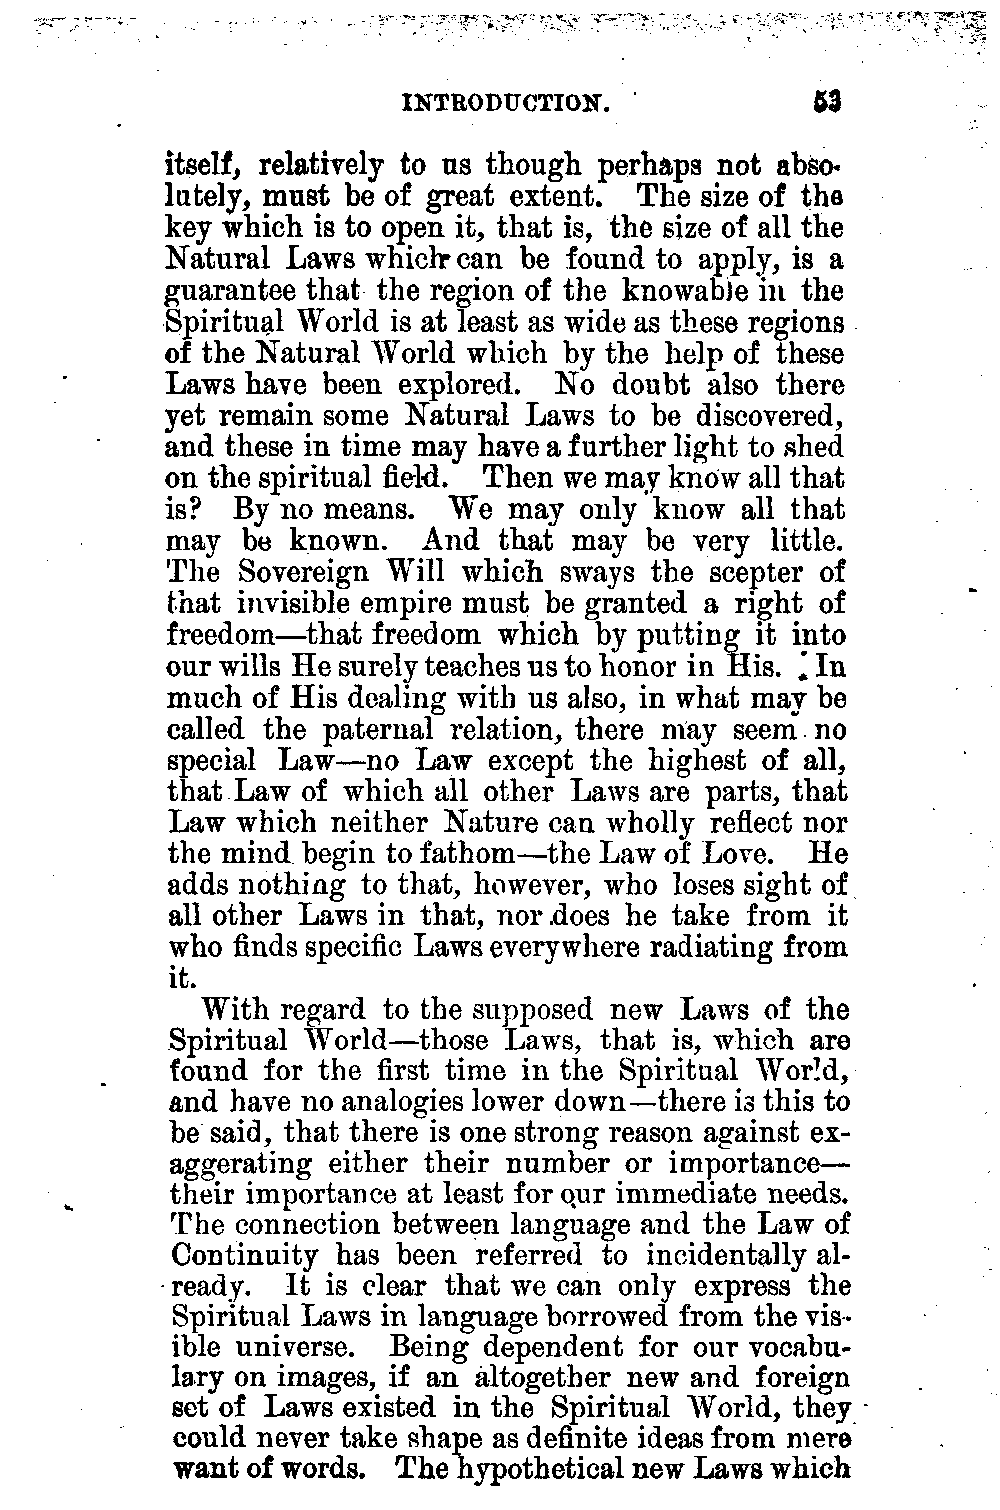 INTRODUCTION. 53
itself, relatively to us though perhaps not abso-
lutely, must be of great extent. The size of the
key which is to open it, that is, the size of all the
Natural Laws which can be found to apply, is a
guarantee that the region of the knowable in the
Spiritual World is at least as wide as these regions
of the Natural World which by the help of these
Laws have been explored. No doubt also there
yet remain some Natural Laws to be discovered,
and these in time may have a further light to shed
on the spiritual field. Then we may know all that
is? By no means. We may only know all that
may be known. And that may be very little.
The Sovereign Will which sways the scepter of
that invisible empire must be granted a right of
freedom—that freedom which by putting it into
our wills He surely teaches us to honor in His. In
much of His dealing with us also, in what may be
called the paternal relation, there may seem no
special Law—no Law except the highest of all,
that Law of which all other Laws are parts, that
Law which neither Nature can wholly reflect nor
the mind begin to fathom—the Law of Love. He
adds nothing to that, however, who loses sight of
all other Laws in that, nor does he take from it
who finds specific Laws everywhere radiating from
it.
With regard to the supposed new Laws of the
Spiritual World—those Laws, that is, which are
found for the first time in the Spiritual World,
and have no analogies lower down—there is this to
be said, that there is one strong reason against ex-
aggerating either their number or importance—
their importance at least for our immediate needs.
The connection between language and the Law of
Continuity has been referred to incidentally al-
ready. It is clear that we can only express the
Spiritual Laws in language borrowed from the vis-
ible universe. Being dependent for our vocabu-
lary on images, if an altogether new and foreign
set of Laws existed in the Spiritual World, they
could never take shape as definite ideas from mere
want of words. The hypothetical new Laws which